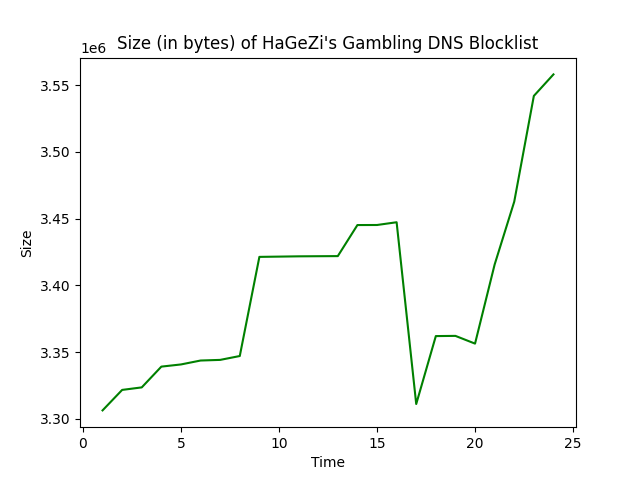 Size (in bytes) of HaGeZi's Gambling DNS Blocklist
1e6
3.55
3.50
3.45
3.40
3.35
3.30
Size
0 5 10 15 20 25
Time